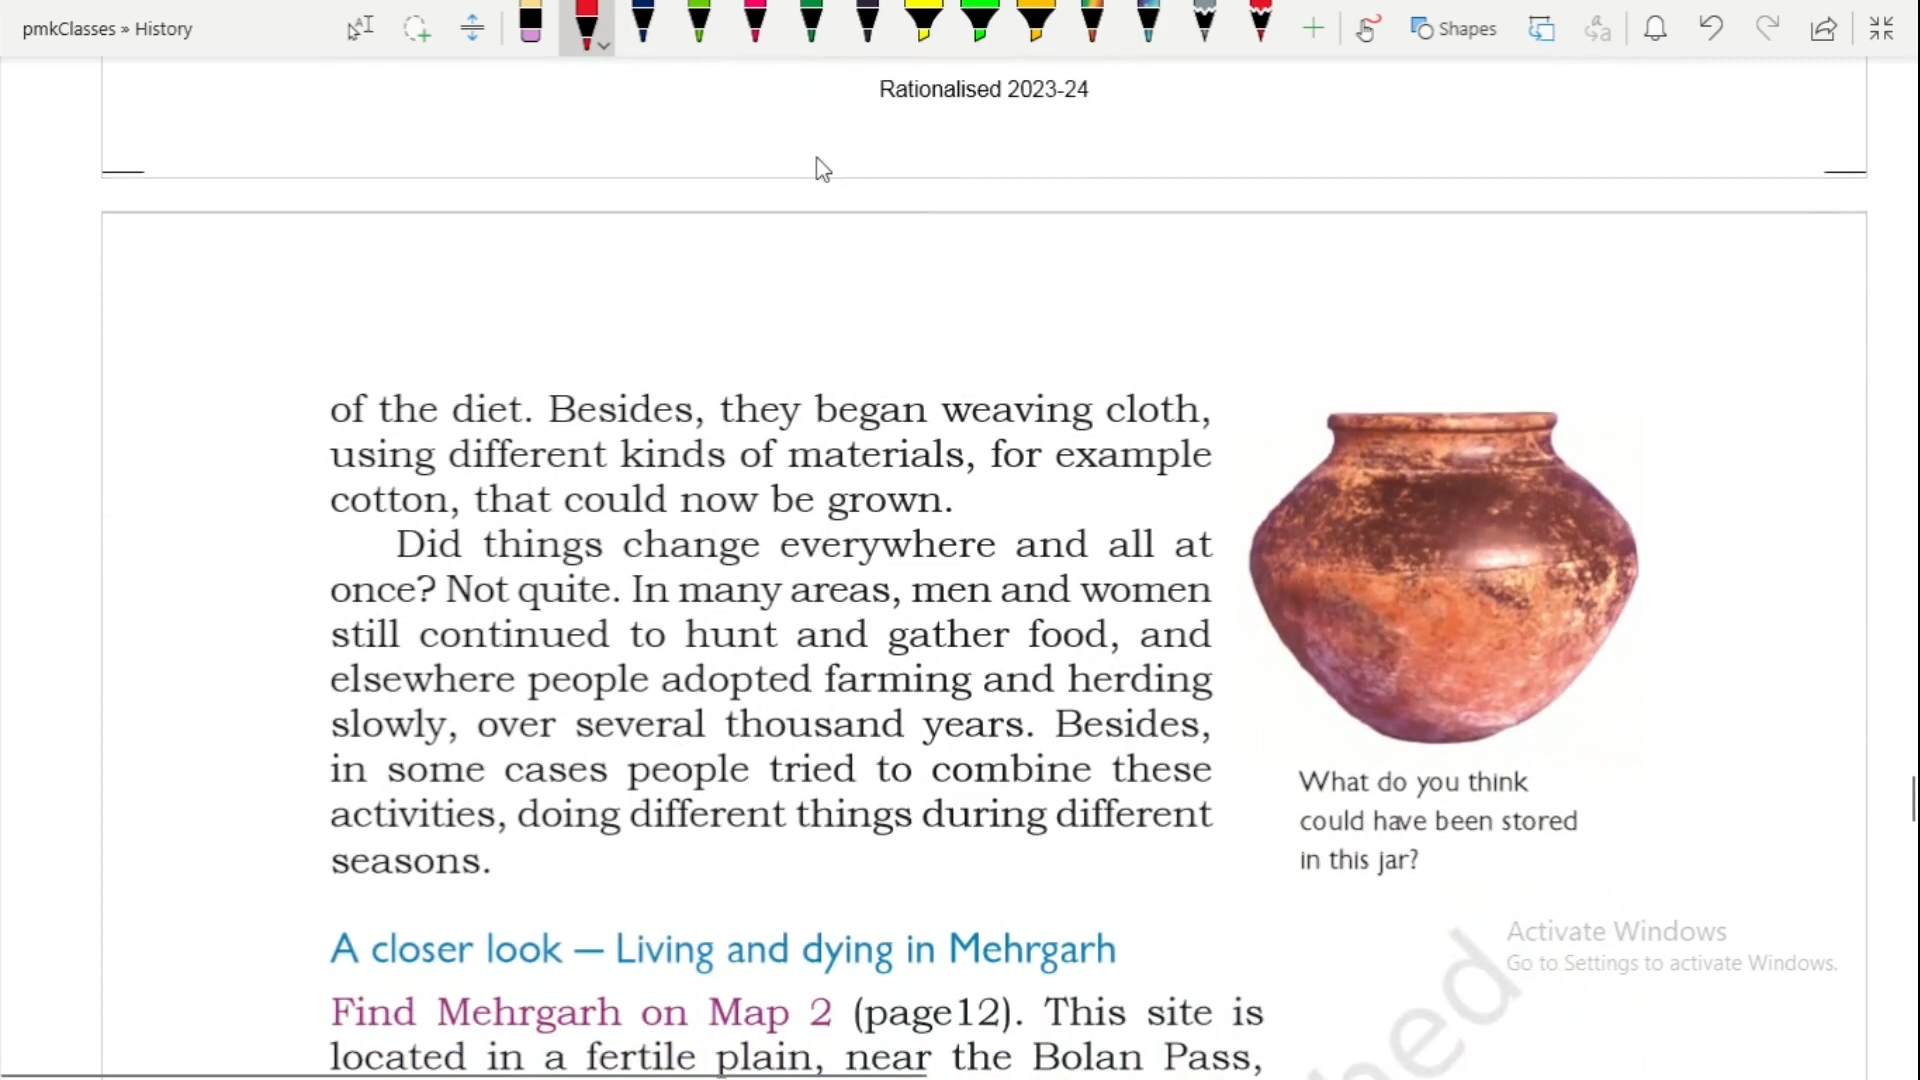 pmkClasses » History
Shapes
Rationalised 2023-24
of the diet. Besides, they began weaving cloth,
using different kinds of materials, for example
cotton, that could now be grown.
Did things change everywhere and all at
once? Not quite. In many areas, men and women
still continued to hunt and gather food, and
elsewhere people adopted farming and herding
slowly, over several thousand years. Besides,
in some cases people tried to combine these
activities, doing different things during different
seasons.
What do you think
could have been stored
in this jar?
A closer look — Living and dying in Mehrgarh
Find Mehrgarh on Map 2 (page12). This site is
located in a fertile plain, near the Bolan Pass,
Activate Windows
Go to Settings to activate Windows.
hed